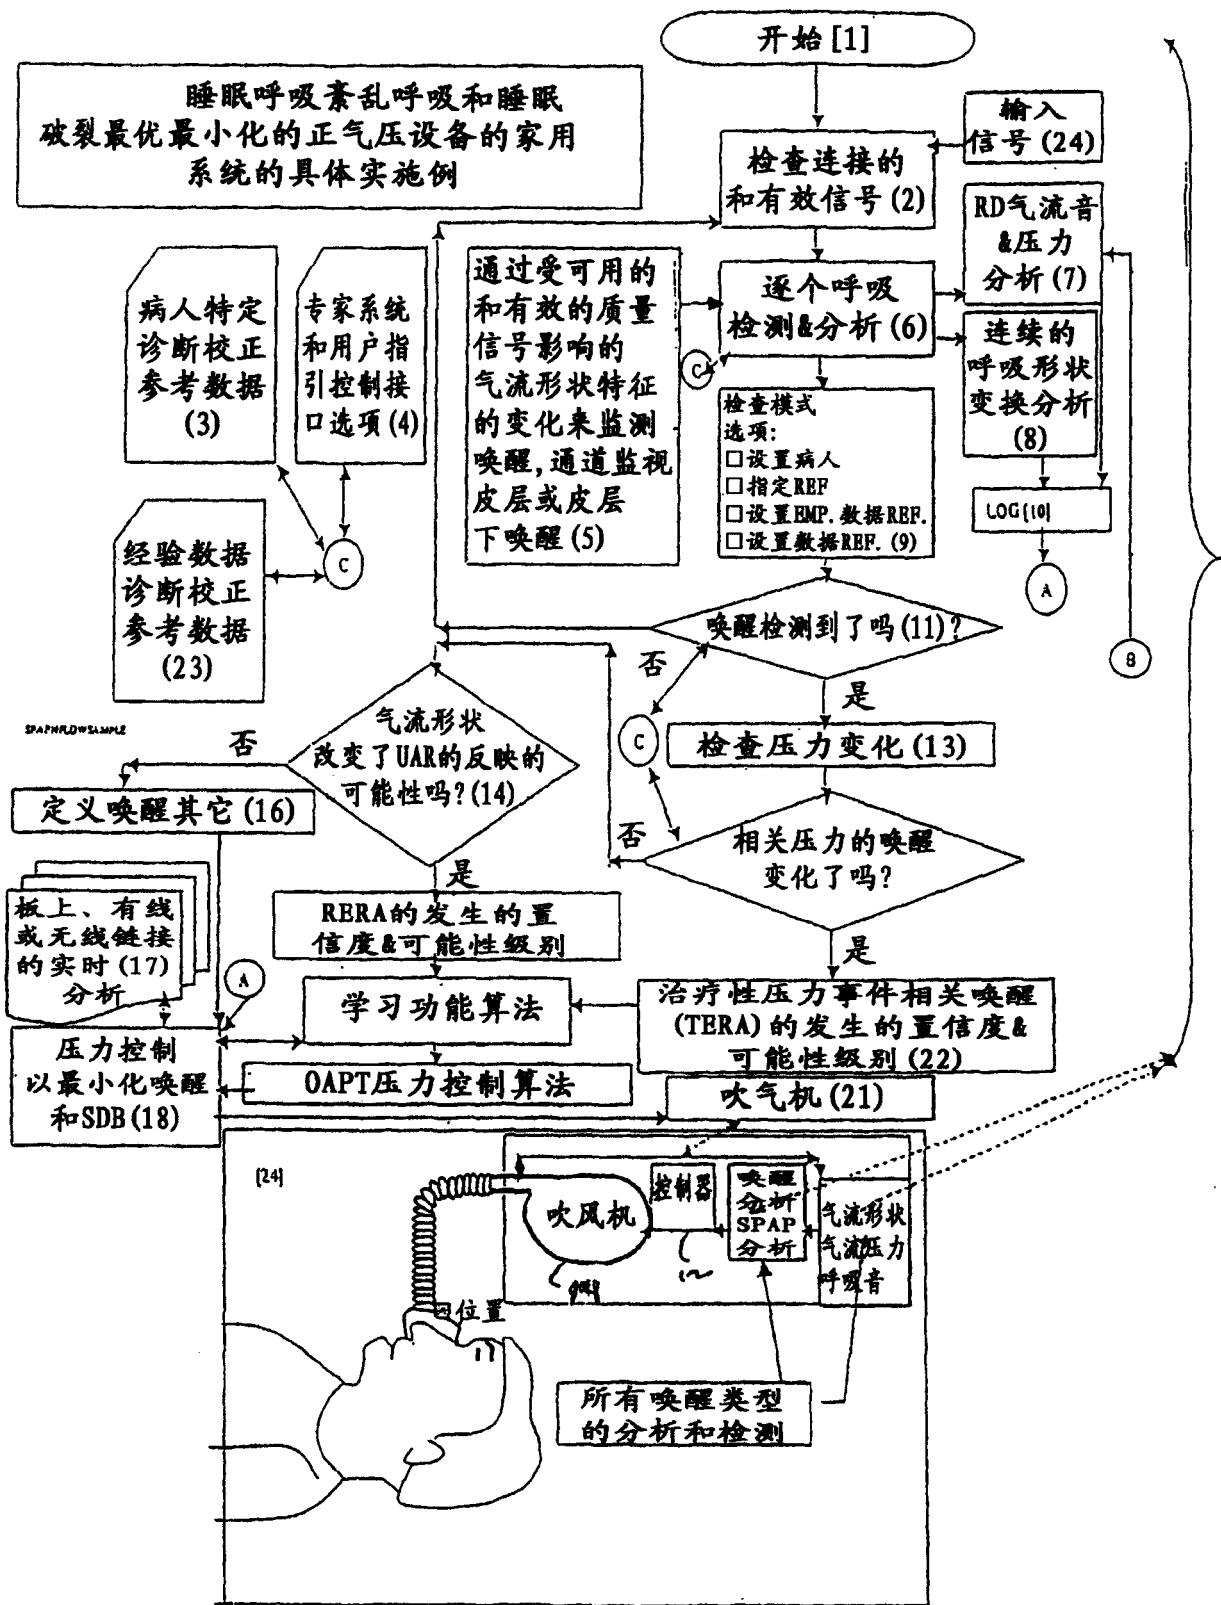 开始[1]
睡眠呼吸紊乱呼吸和睡眠
破裂最优最小化的正气压设备的家用
系统的具体实施例
输入
信号(24)
检查连接的
和有效信号(2)
RD气流音
&压力
分析(7)
病人特定
诊断校正
参考数据
(3)
专家系统
和用户指
引控制接
口选项(4)
通过受可用的
和有效的质量
信号影响的
气流形状特征
的变化来监测
唤醒,通道监视
皮层或皮层
下唤醒(5)
逐个呼吸
检测&分析(6)
C
连续的
呼吸形状
变换分析
(8)
检查模式
选项:
□设置病人
□指定REF
□设置EMP.数据REF.
□设置数据REF.(9)
LOG[10]
A
B
经验数据
诊断校正
参考数据
(23)
C
唤醒检测到了吗(11)?
否
是
C
检查压力变化(13)
SPAPNFLOWSAMPLE
气流形状
改变了UAR的反映的
可能性吗?(14)
否
定义唤醒其它(16)
否
相关压力的唤醒
变化了吗?
是
是
板上、有线
或无线链接
的实时(17)
分析
A
RERA的发生的置
信度&可能性级别
学习功能算法
治疗性压力事件相关唤醒
(TERA)的发生的置信度&
可能性级别(22)
压力控制
以最小化唤醒
和SDB(18)
OAPT压力控制算法
吹气机(21)
[24]
吹风机
控制器
唤醒
分析
SPAP
分析
气流形状
气流压力
呼吸音
位置
所有唤醒类型
的分析和检测